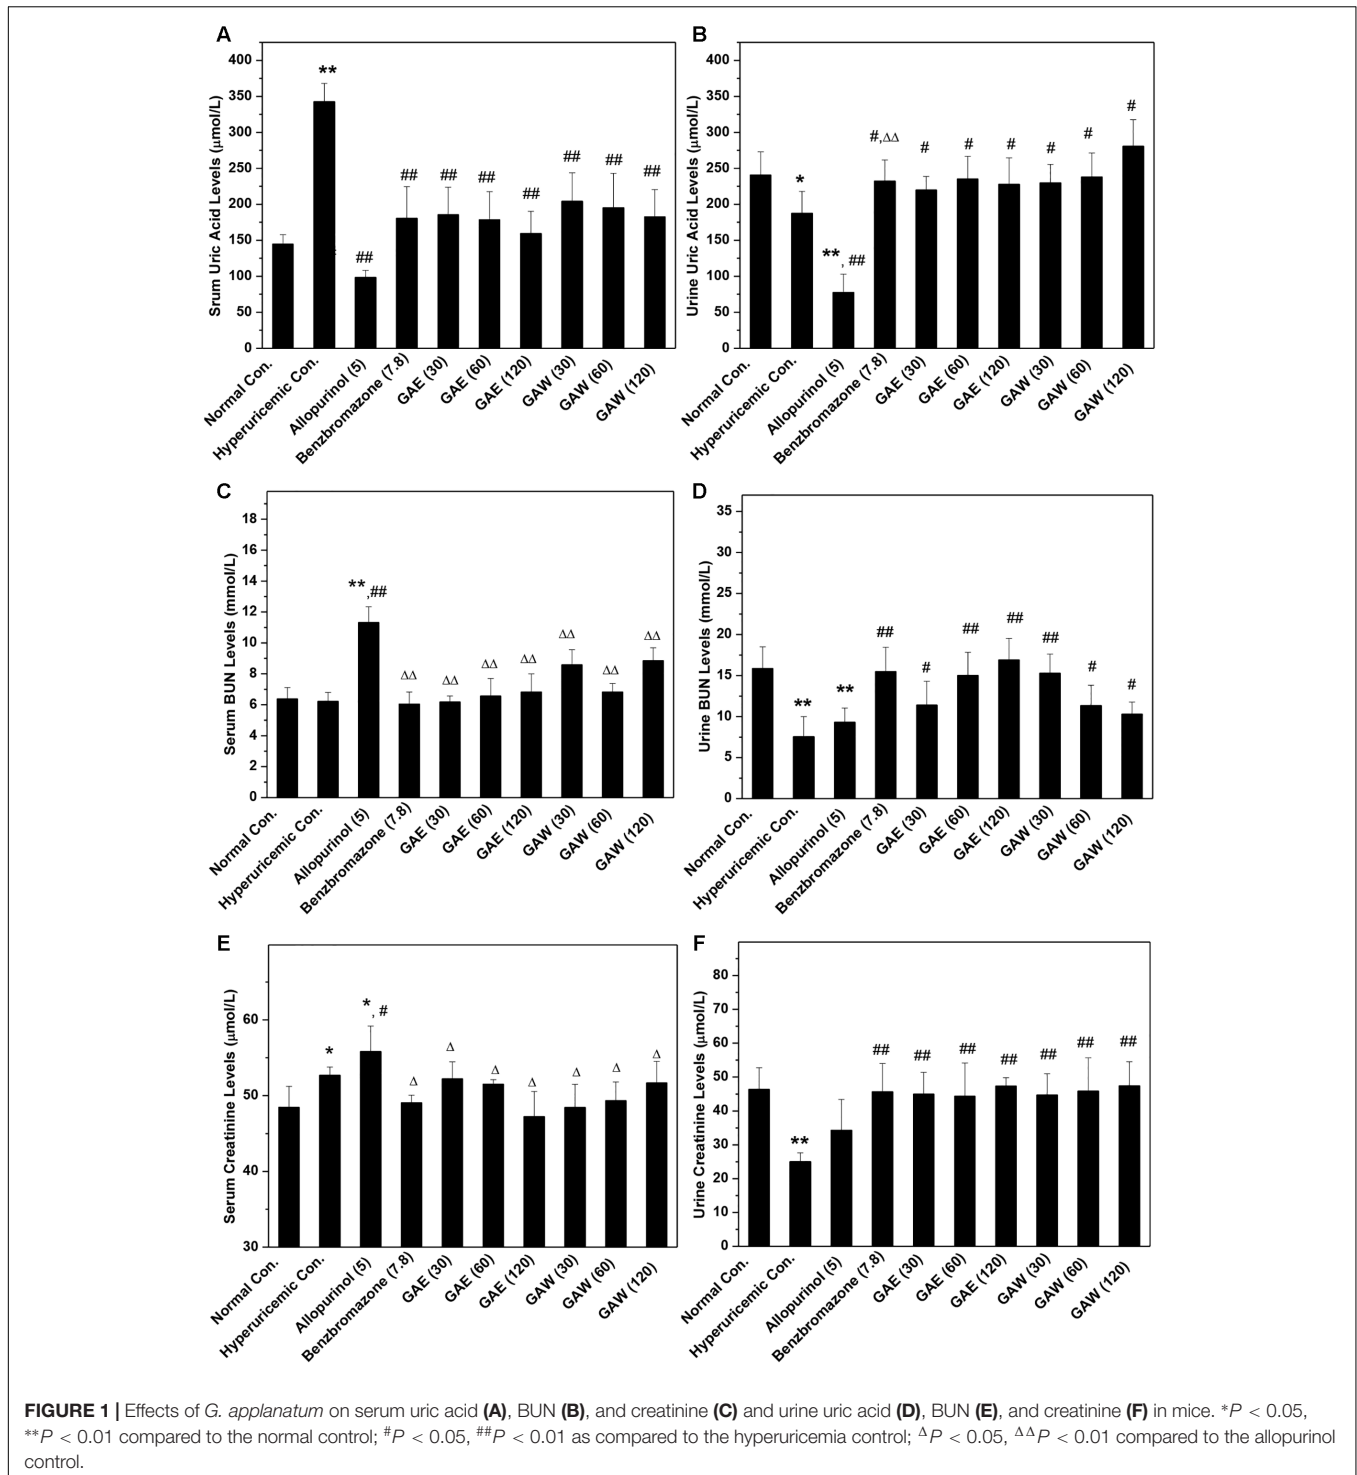 A
Srum Uric Acid Levels (μmol/L)
400
350
300
250
200
150
100
50
0
**
##
##
##
##
##
##
##
##
Normal Con.
Hyperuricemic Con.
Allopurinol (5)
Benzbromazone (7.8)
GAE (30)
GAE (60)
GAE (120)
GAW (30)
GAW (60)
GAW (120)
B
Urine Uric Acid Levels (μmol/L)
400
350
300
250
200
150
100
50
0
*
**, ##
#,ΔΔ
#
#
#
#
#
#
Normal Con.
Hyperuricemic Con.
Allopurinol (5)
Benzbromazone (7.8)
GAE (30)
GAE (60)
GAE (120)
GAW (30)
GAW (60)
GAW (120)
C
Serum BUN Levels (mmol/L)
18
16
14
12
10
8
6
4
2
0
**,##
ΔΔ
ΔΔ
ΔΔ
ΔΔ
ΔΔ
ΔΔ
ΔΔ
Normal Con.
Hyperuricemic Con.
Allopurinol (5)
Benzbromazone (7.8)
GAE (30)
GAE (60)
GAE (120)
GAW (30)
GAW (60)
GAW (120)
D
Urine BUN Levels (mmol/L)
35
30
25
20
15
10
5
0
**
**
##
#
##
##
##
#
#
Normal Con.
Hyperuricemic Con.
Allopurinol (5)
Benzbromazone (7.8)
GAE (30)
GAE (60)
GAE (120)
GAW (30)
GAW (60)
GAW (120)
E
Serum Creatinine Levels (μmol/L)
60
50
40
30
*
*, #
Δ
Δ
Δ
Δ
Δ
Δ
Δ
Normal Con.
Hyperuricemic Con.
Allopurinol (5)
Benzbromazone (7.8)
GAE (30)
GAE (60)
GAE (120)
GAW (30)
GAW (60)
GAW (120)
F
Urine Creatinine Levels (μmol/L)
80
70
60
50
40
30
20
10
0
**
##
##
##
##
##
##
##
Normal Con.
Hyperuricemic Con.
Allopurinol (5)
Benzbromazone (7.8)
GAE (30)
GAE (60)
GAE (120)
GAW (30)
GAW (60)
GAW (120)
FIGURE 1 | Effects of G. applanatum on serum uric acid (A), BUN (B), and creatinine (C) and urine uric acid (D), BUN (E), and creatinine (F) in mice. *P < 0.05,
**P < 0.01 compared to the normal control; #P < 0.05, ##P < 0.01 as compared to the hyperuricemia control; ΔP < 0.05, ΔΔP < 0.01 compared to the allopurinol
control.